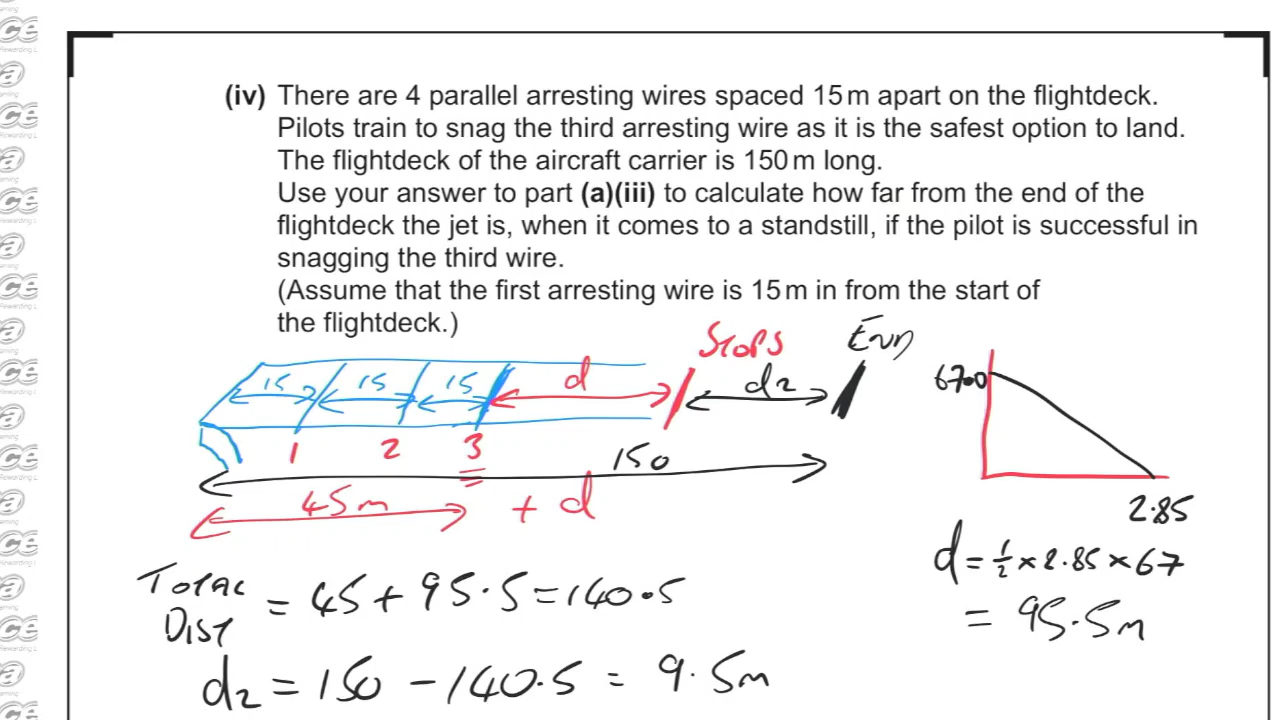 (iv) There are 4 parallel arresting wires spaced 15 m apart on the flightdeck.
Pilots train to snag the third arresting wire as it is the safest option to land.
The flightdeck of the aircraft carrier is 150 m long.
Use your answer to part (a)(iii) to calculate how far from the end of the
flightdeck the jet is, when it comes to a standstill, if the pilot is successful in
snagging the third wire.
(Assume that the first arresting wire is 15 m in from the start of
the flightdeck.)
Stops End
15 15 15 d d2
67.0
1 2 3 150
45m + d
2.85
d = 1/2 × 2.85 × 67
= 95.5m
Total Dist = 45 + 95.5 = 140.5
d2 = 150 - 140.5 = 9.5m